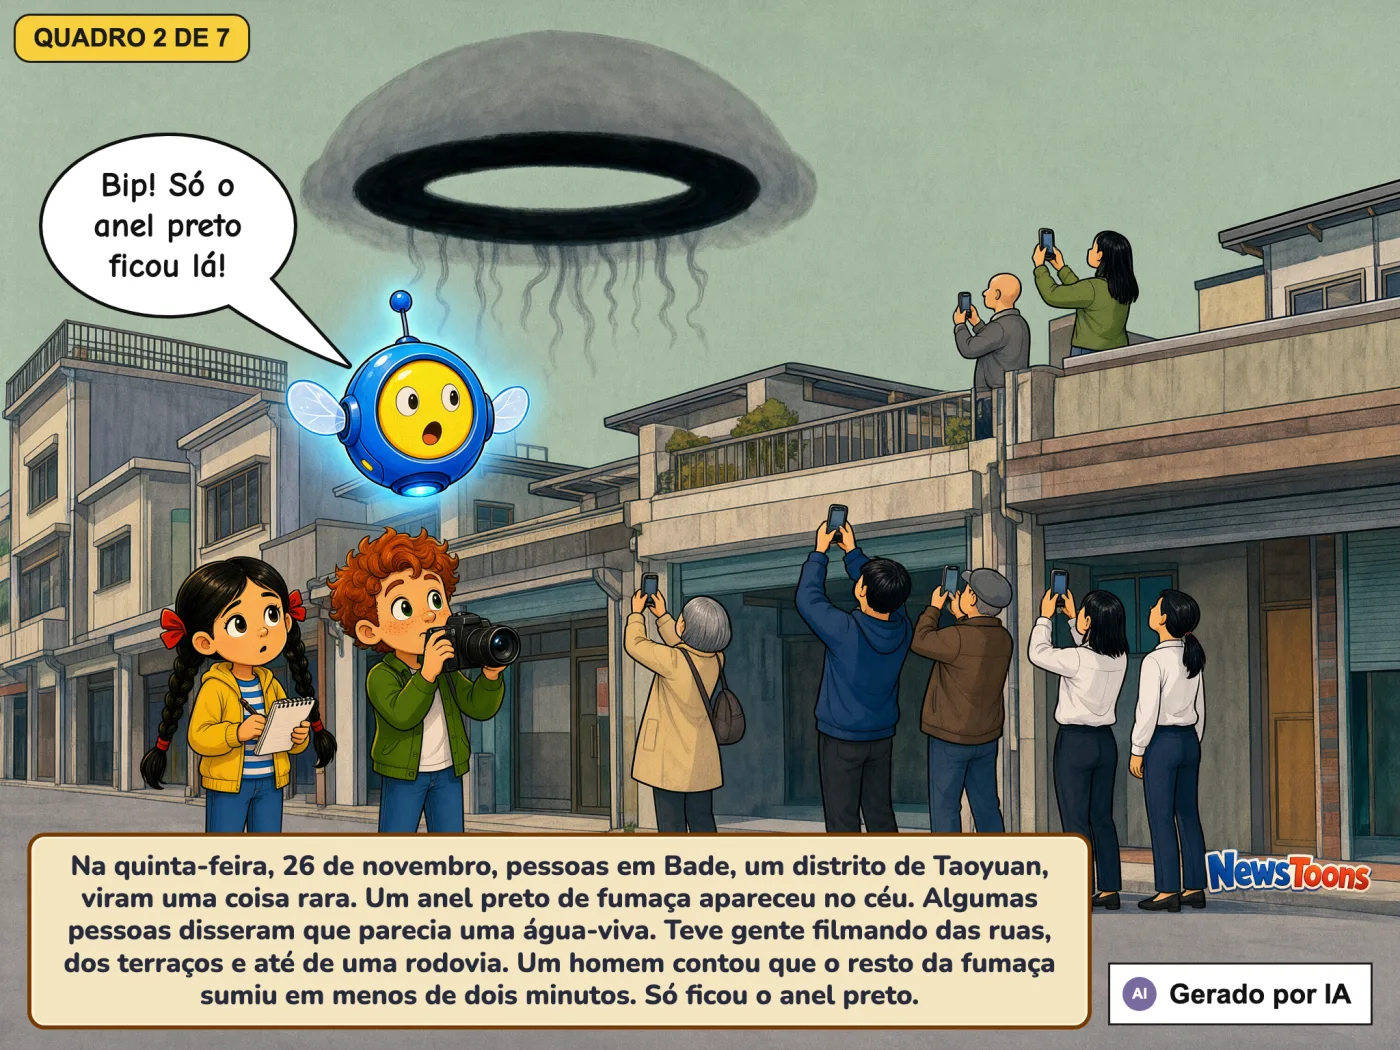 QUADRO 2 DE 7
Bip! Só o
anel preto
ficou lá!
Na quinta-feira, 26 de novembro, pessoas em Bade, um distrito de Taoyuan,
viram uma coisa rara. Um anel preto de fumaça apareceu no céu. Algumas
pessoas disseram que parecia uma água-viva. Teve gente filmando das ruas,
dos terraços e até de uma rodovia. Um homem contou que o resto da fumaça
sumiu em menos de dois minutos. Só ficou o anel preto.
NewsToons
AI Gerado por IA